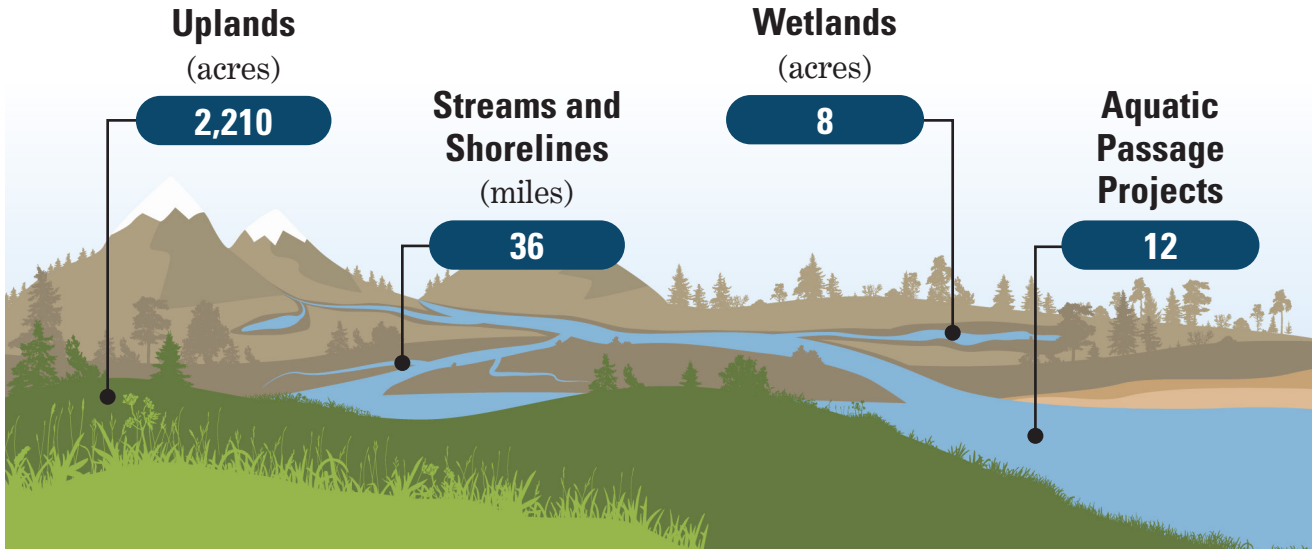 Uplands
(acres)
2,210
Streams and
Shorelines
(miles)
36
Wetlands
(acres)
8
Aquatic
Passage
Projects
12